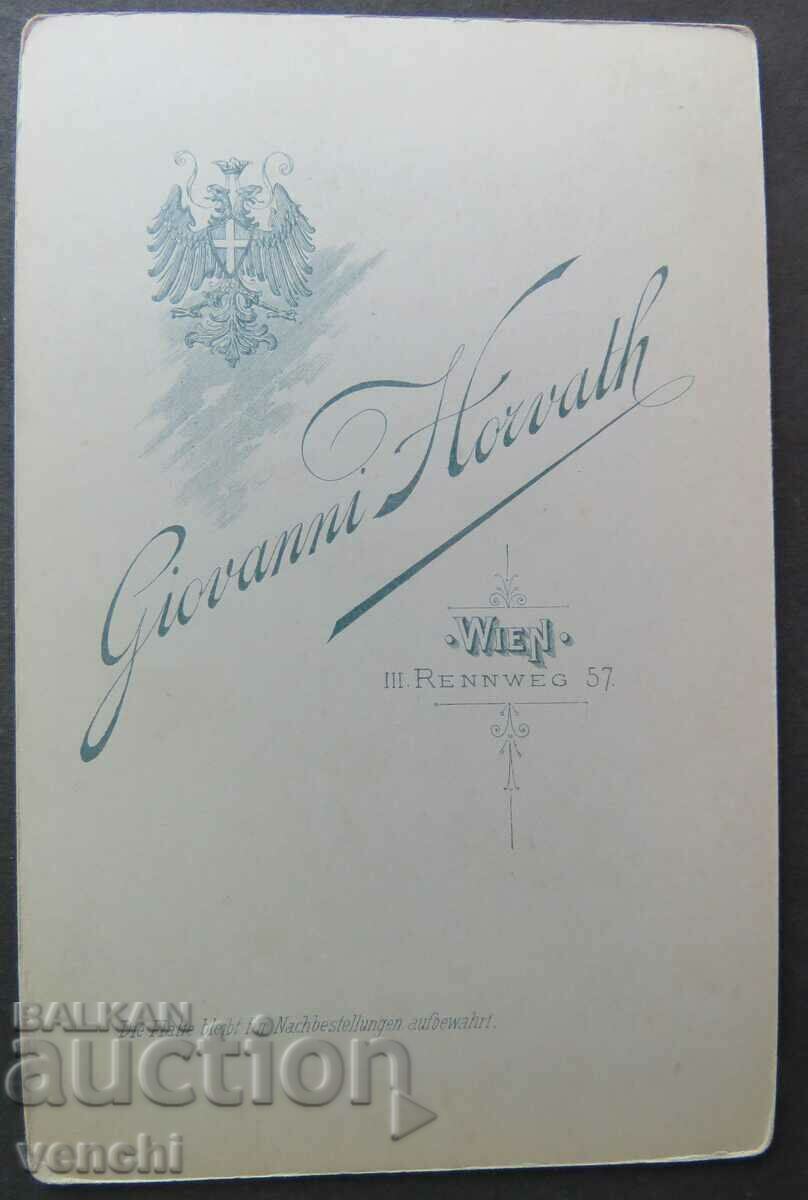 Giovanni Horvath
WIEN
III. RENNWEG 57.
Die Platte bleibt f. Nachbestellungen aufbewahrt.
BALKAN
auction
venchi